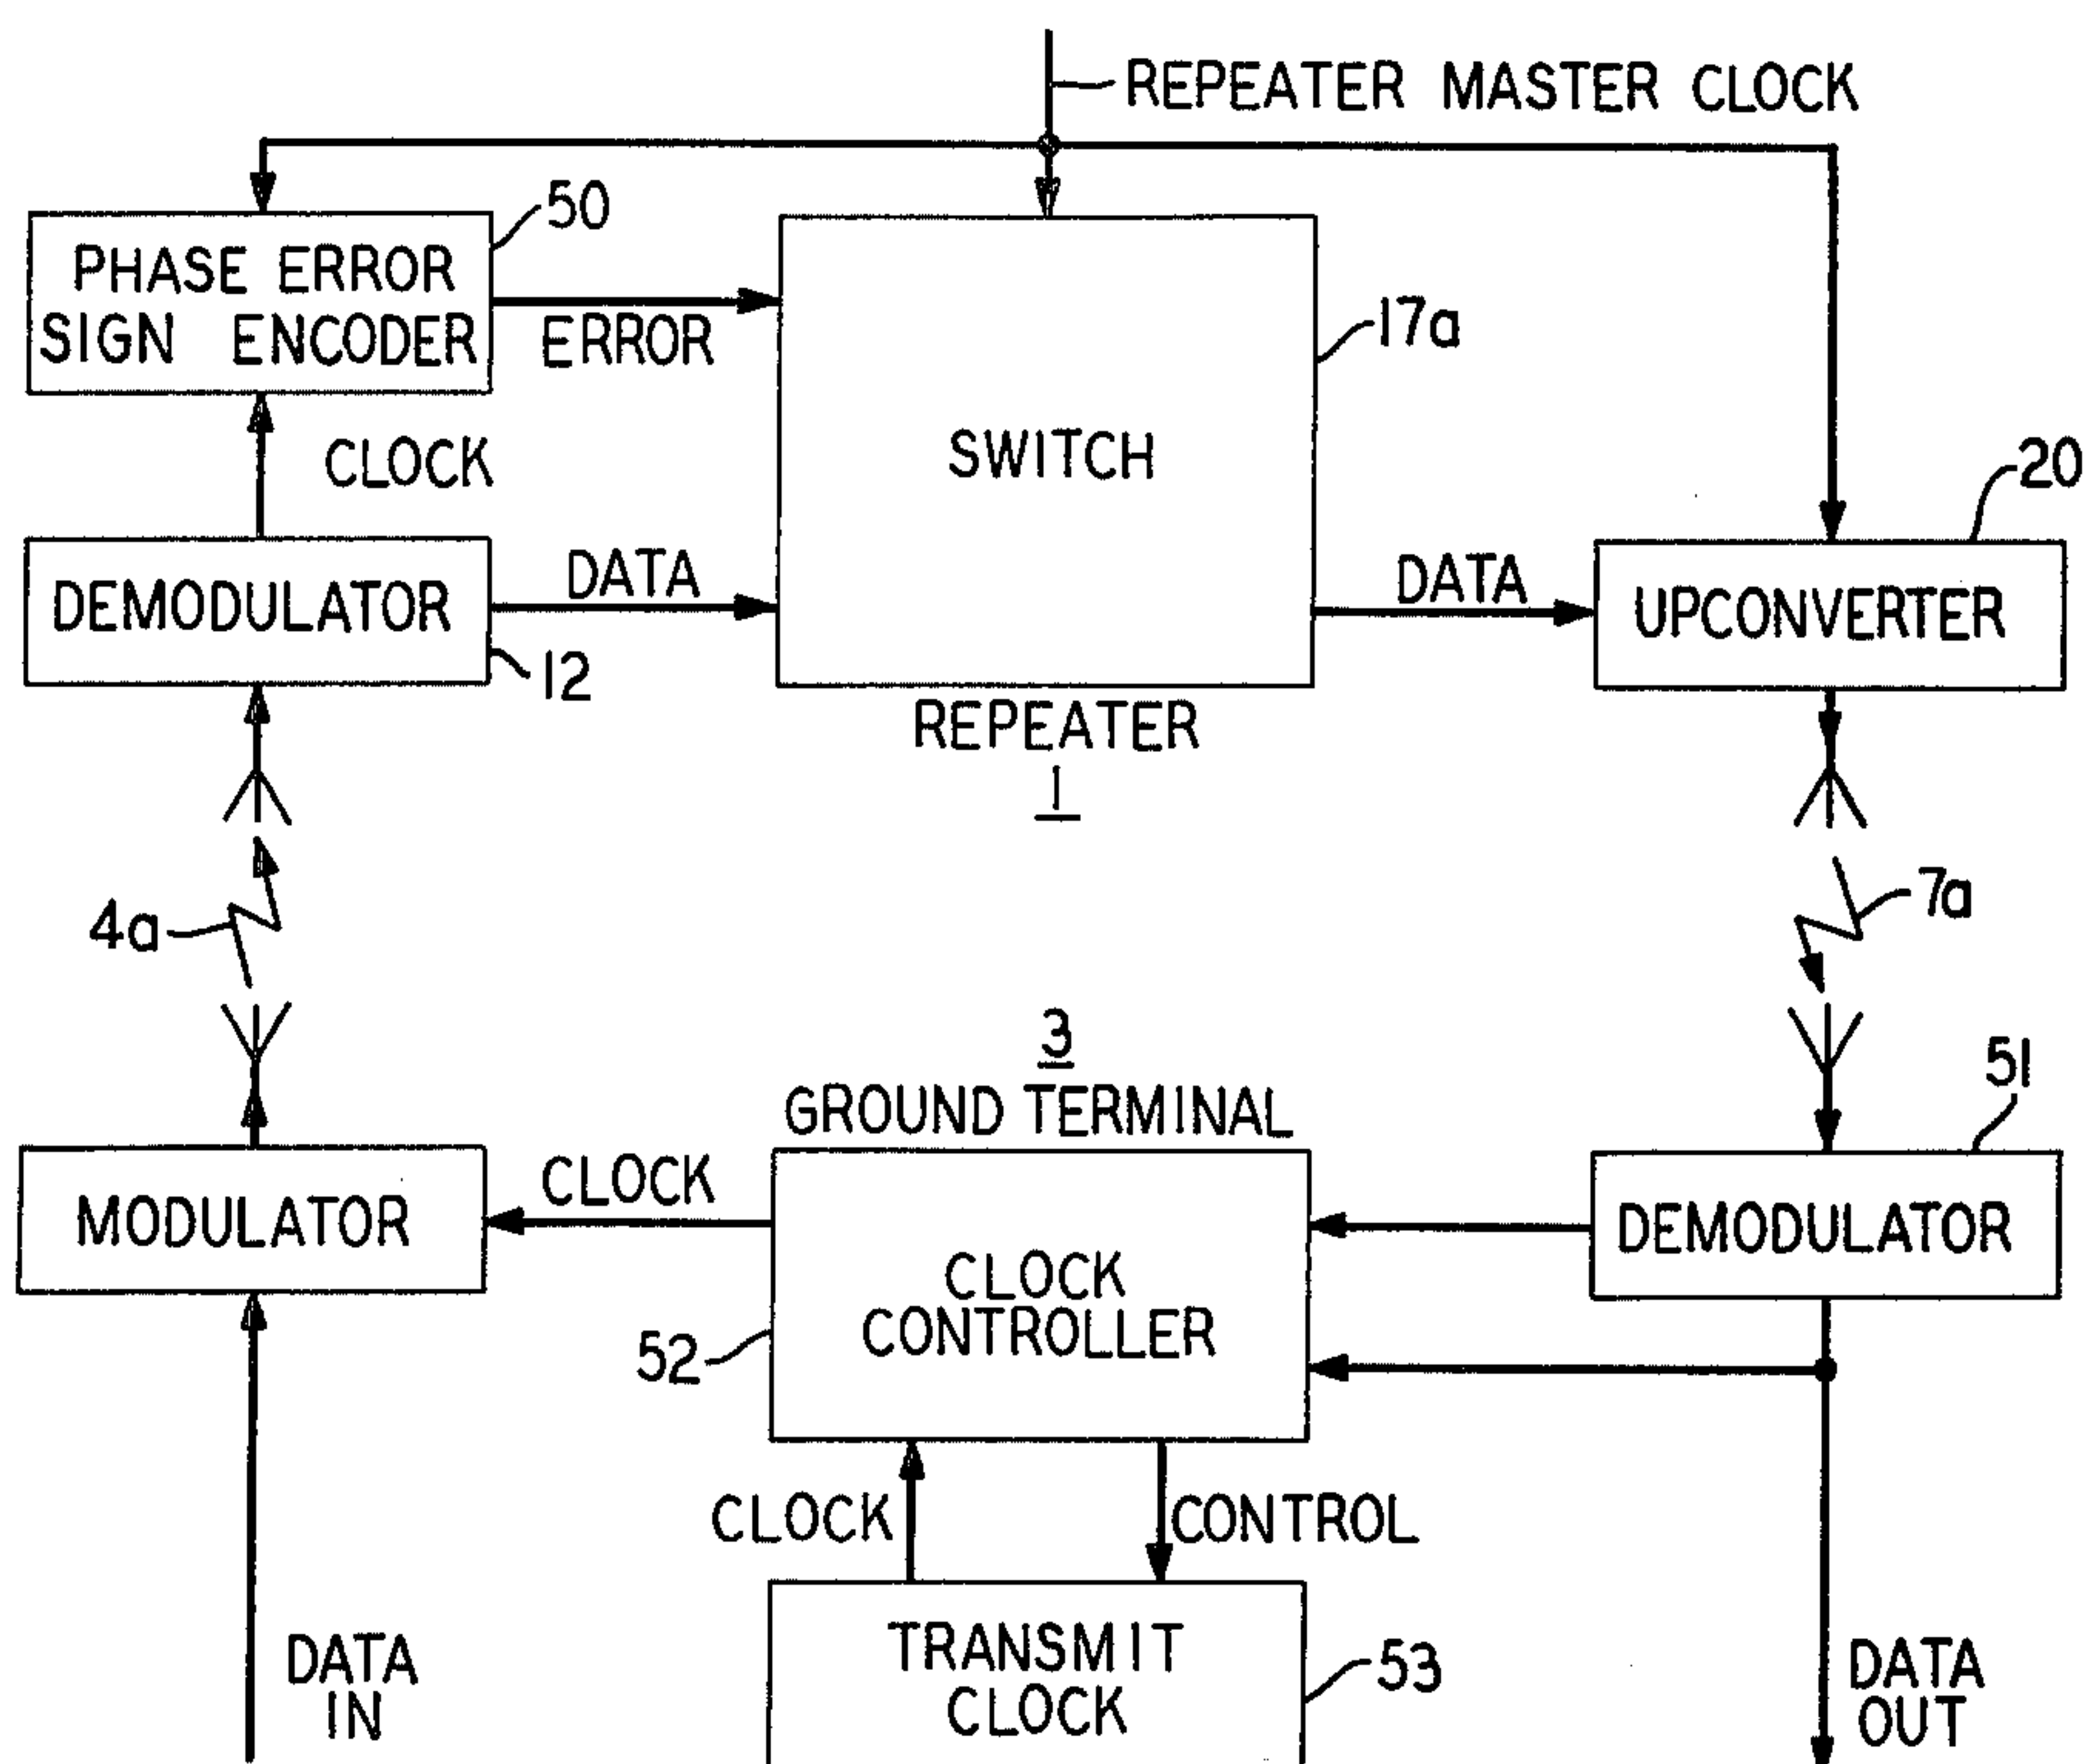 REPEATER MASTER CLOCK
50
PHASE ERROR
SIGN ENCODER
ERROR
17a
SWITCH
CLOCK
20
DATA
DATA
DEMODULATOR
UPCONVERTER
12
REPEATER
1
4a
7a
3
GROUND TERMINAL
51
CLOCK
MODULATOR
DEMODULATOR
CLOCK
CONTROLLER
52
CLOCK
CONTROL
TRANSMIT
CLOCK
53
DATA
IN
DATA
OUT